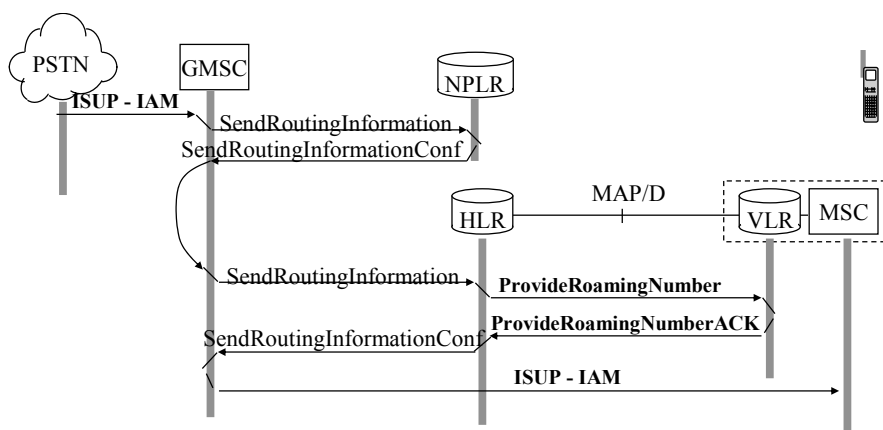 PSTN
GMSC
NPLR
ISUP - IAM
SendRoutingInformation
SendRoutingInformationConf
MAP/D
HLR
VLR
MSC
SendRoutingInformation
ProvideRoamingNumber
ProvideRoamingNumberACK
SendRoutingInformationConf
ISUP - IAM